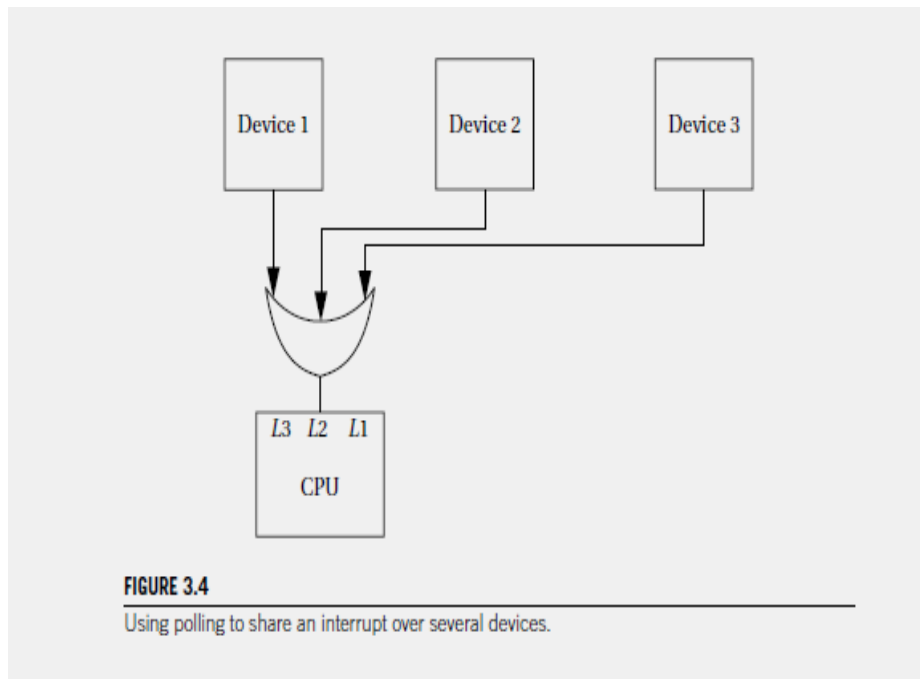 Device 1
Device 2
Device 3
L3 L2 L1
CPU
FIGURE 3.4
Using polling to share an interrupt over several devices.